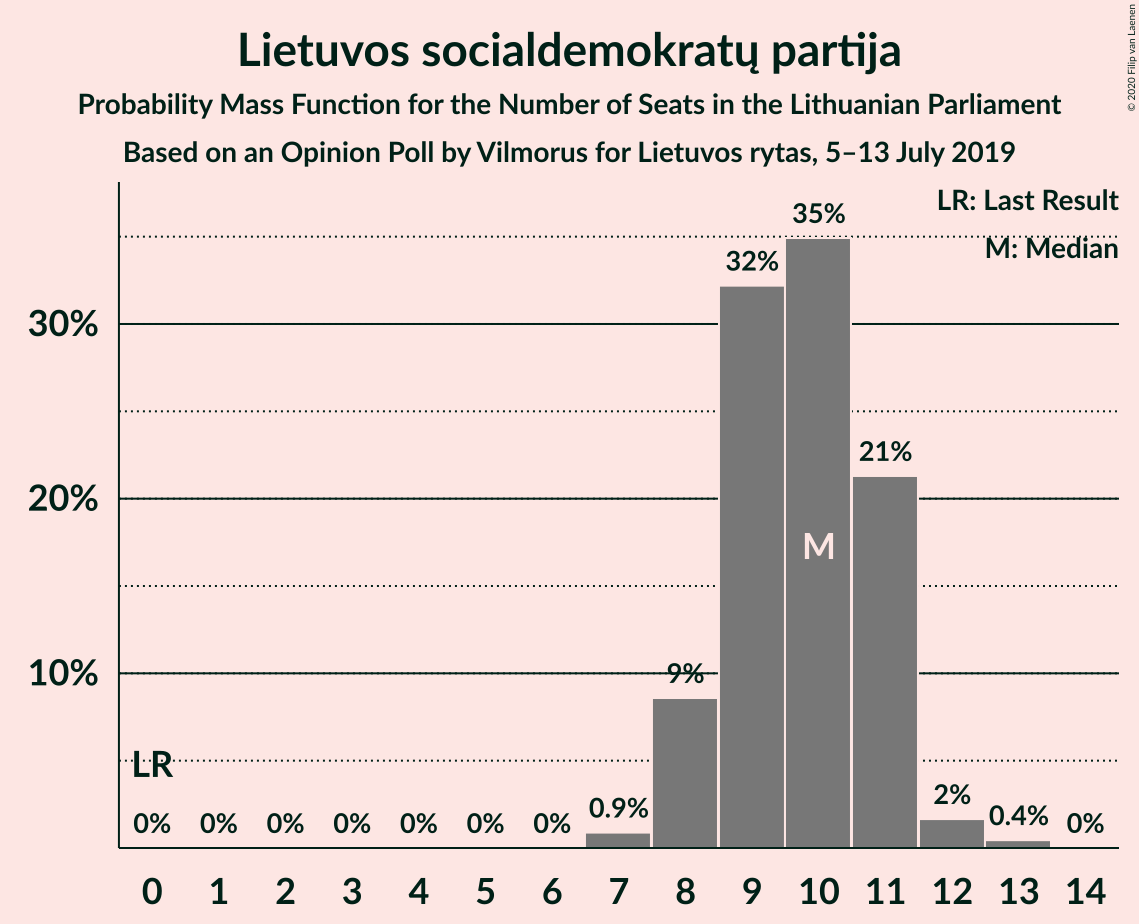 Lietuvos socialdemokratų partija
Probability Mass Function for the Number of Seats in the Lithuanian Parliament
Based on an Opinion Poll by Vilmorus for Lietuvos rytas, 5–13 July 2019
© 2020 Filip van Laenen
LR: Last Result
M: Median
30%
20%
10%
LR
0%
0%
0%
0%
0%
0%
0%
0.9%
9%
32%
35%
M
21%
2%
0.4%
0%
0 1 2 3 4 5 6 7 8 9 10 11 12 13 14